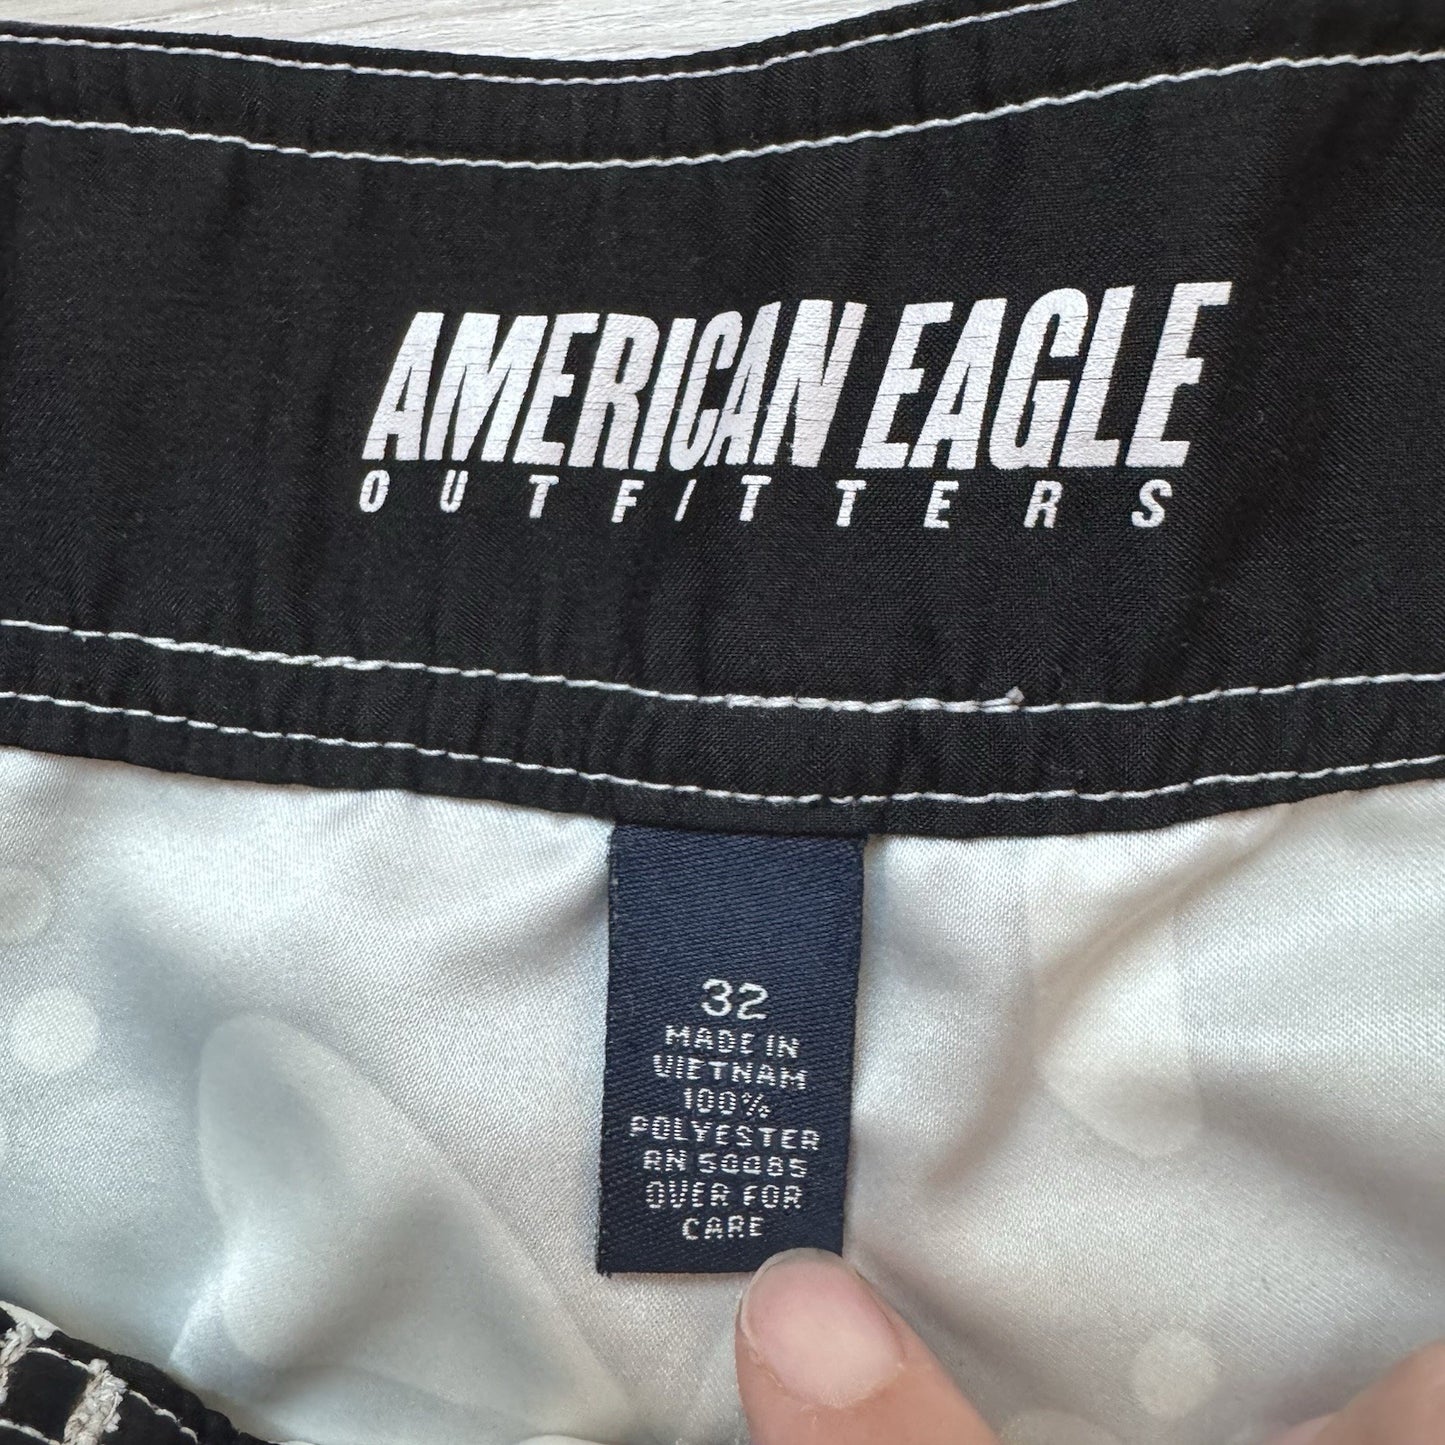 AMERICAN EAGLE
OUTFITTERS
32
MADE IN
VIETNAM
100%
POLYESTER
RN 50085
OVER FOR
CARE